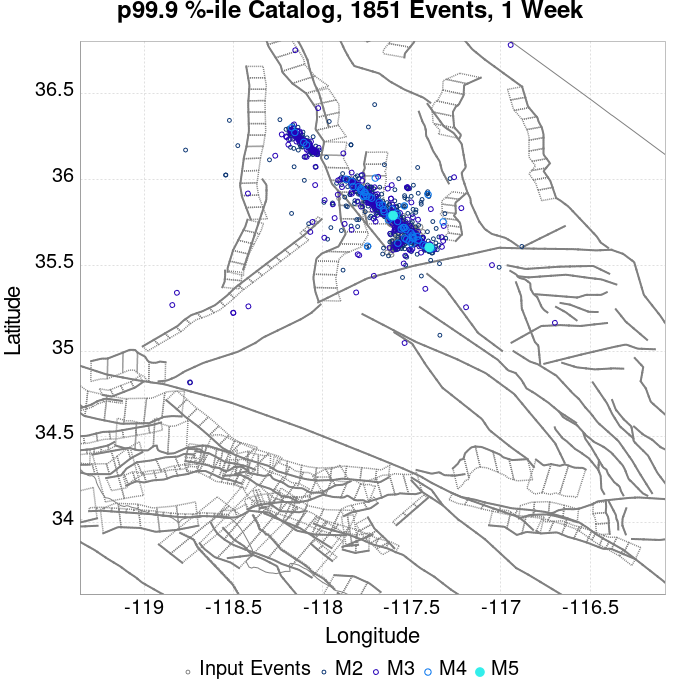 p99.9 %-ile Catalog, 1851 Events, 1 Week
36.5
36
35.5
35
34.5
34
Latitude
-119 -118.5 -118 -117.5 -117 -116.5
Longitude
Input Events M2 M3 M4 M5